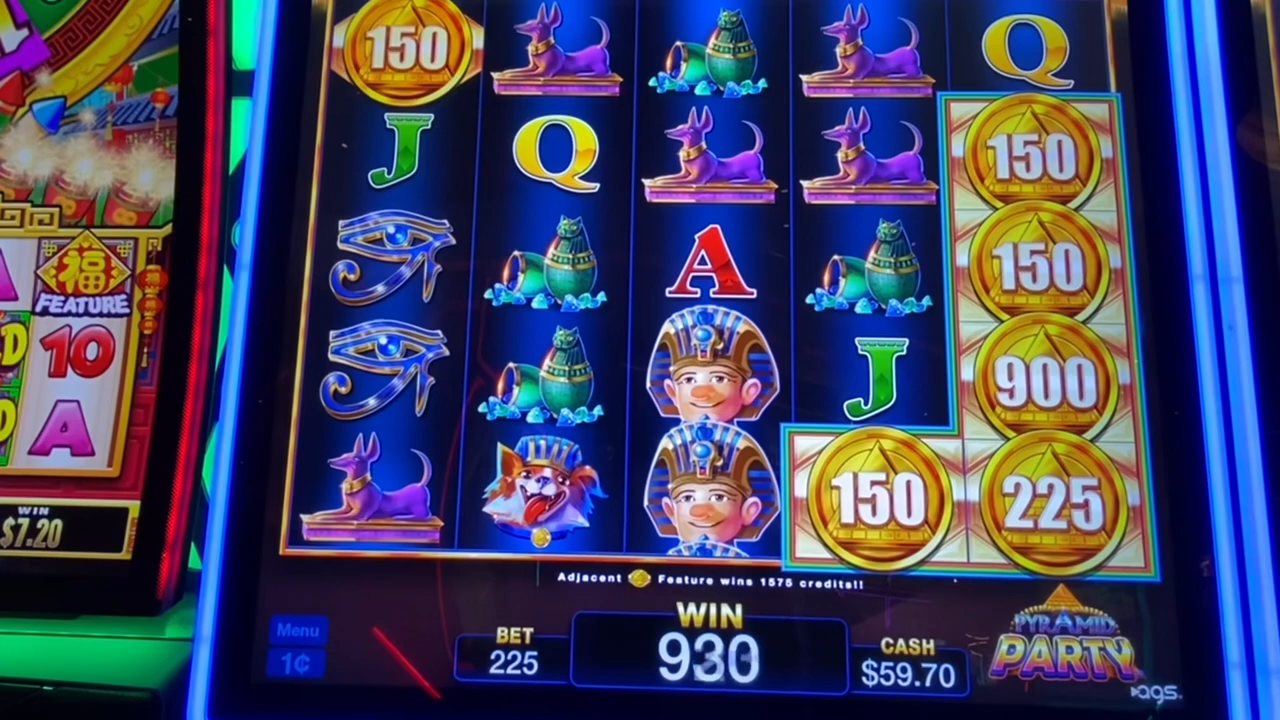 150
Q
150
J
Q
福
FEATURE
150
A
10
900
J
A
150
225
WIN
$7.20
Adjacent Feature wins 1575 credits!!
Menu
1¢
BET
225
WIN
CASH
$59.70
PYRAMID
PARTY
ags.